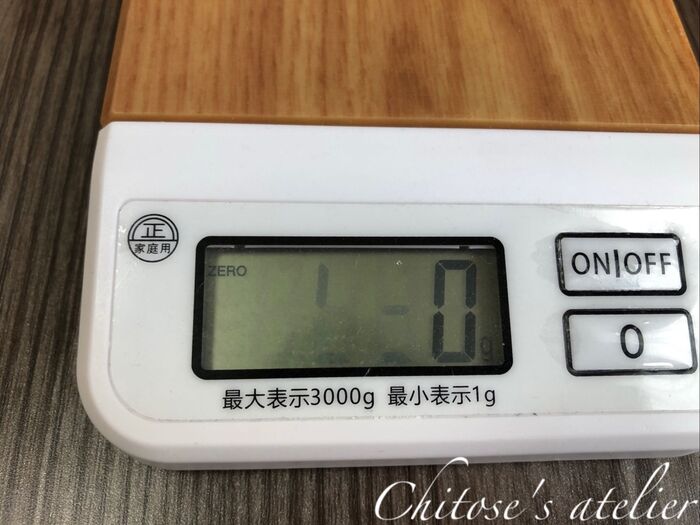 正
家庭用
ZERO
0
g
ON|OFF
0
最大表示3000g 最小表示1g
Chitose's atelier